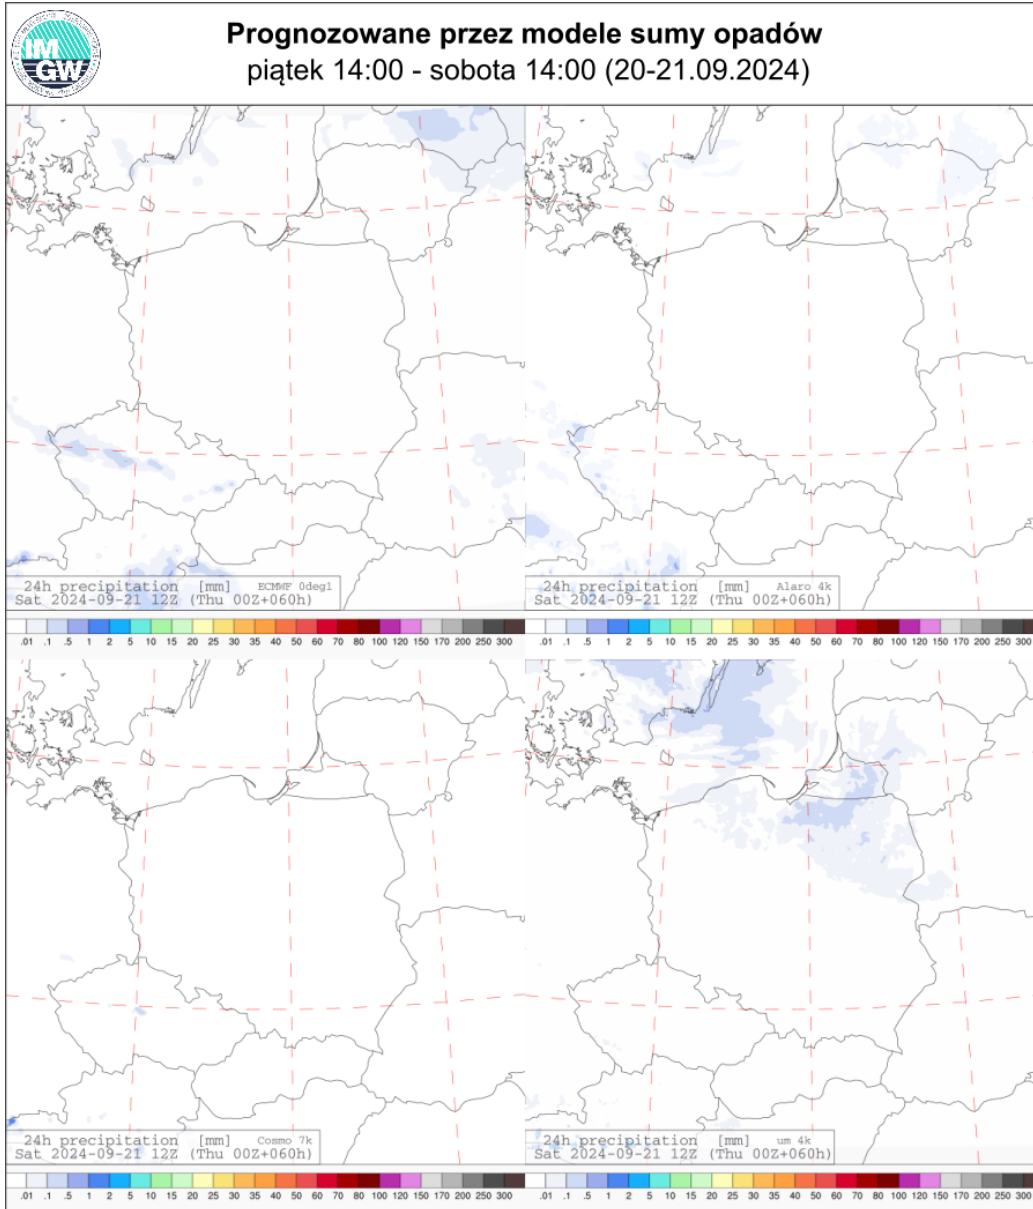 IM
GW
Prognozowane przez modele sumy opadów
piątek 14:00 - sobota 14:00 (20-21.09.2024)
24h precipitation [mm] ECMWF 0deg1
Sat 2024-09-21 12Z (Thu 00Z+060h)
.01 .1 .5 1 2 5 10 15 20 25 30 35 40 50 60 70 80 100 120 150 170 200 250 300
24h precipitation [mm] Alaro 4k
Sat 2024-09-21 12Z (Thu 00Z+060h)
.01 .1 .5 1 2 5 10 15 20 25 30 35 40 50 60 70 80 100 120 150 170 200 250 300
24h precipitation [mm] Cosmo 7k
Sat 2024-09-21 12Z (Thu 00Z+060h)
.01 .1 .5 1 2 5 10 15 20 25 30 35 40 50 60 70 80 100 120 150 170 200 250 300
24h precipitation [mm] um 4k
Sat 2024-09-21 12Z (Thu 00Z+060h)
.01 .1 .5 1 2 5 10 15 20 25 30 35 40 50 60 70 80 100 120 150 170 200 250 300